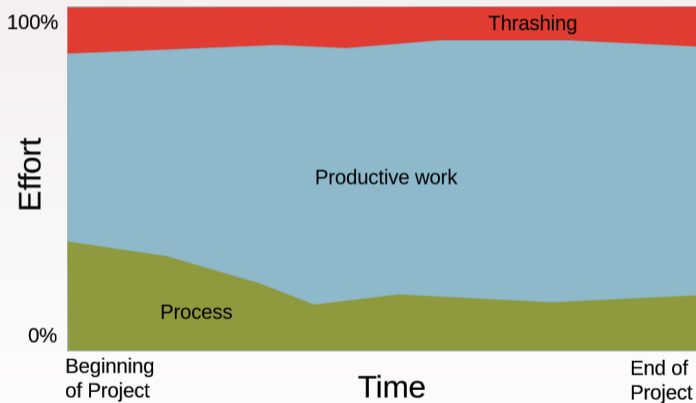 100%
Thrashing
Effort
Productive work
Process
0%
Beginning
of Project
Time
End of
Project